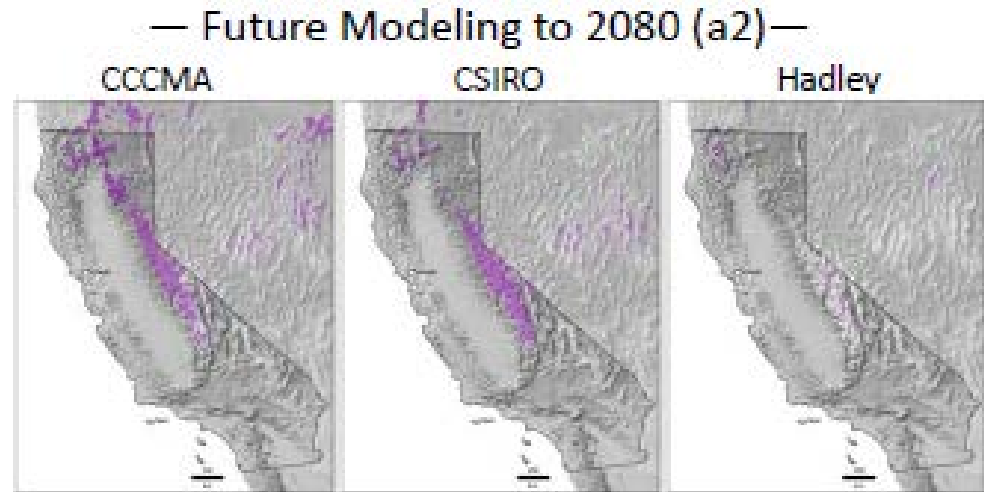 — Future Modeling to 2080 (a2)—
CCCMA CSIRO Hadley